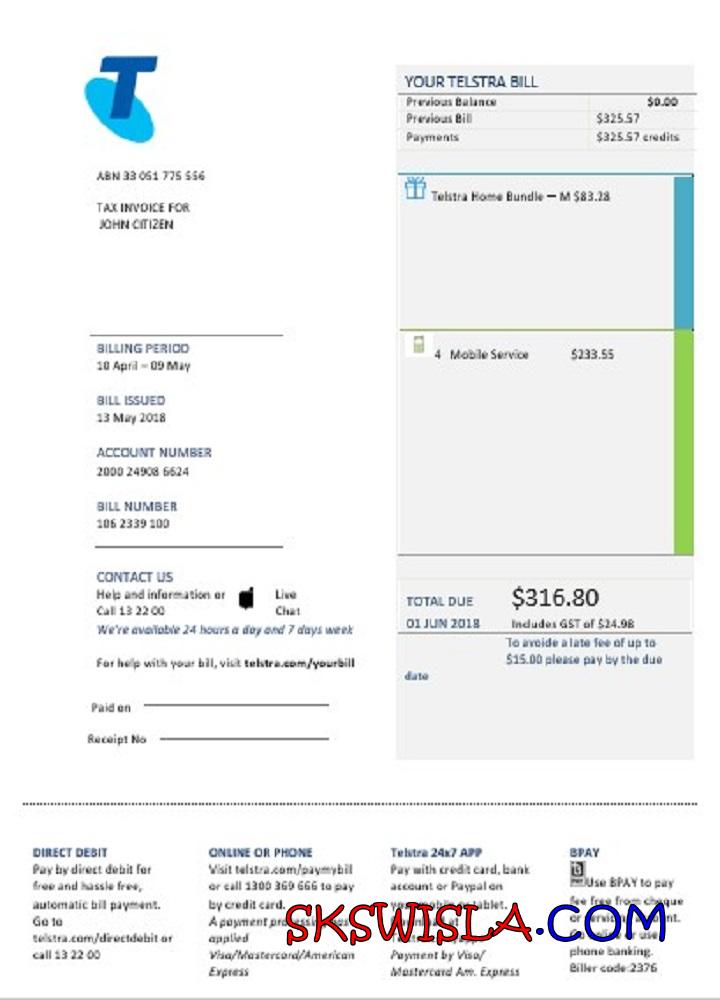 T
ABN 33 051 775 556
TAX INVOICE FOR
JOHN CITIZEN
BILLING PERIOD
10 April – 09 May
BILL ISSUED
13 May 2018
ACCOUNT NUMBER
2000 24908 6624
BILL NUMBER
106 2339 100
CONTACT US
Help and information or Live
Call 13 22 00 Chat
We're available 24 hours a day and 7 days week
For help with your bill, visit telstra.com/yourbill
Paid on
Receipt No
YOUR TELSTRA BILL
Previous Balance $0.00
Previous Bill $325.57
Payments $325.57 credits
Telstra Home Bundle — M $83.28
4 Mobile Service $233.55
TOTAL DUE $316.80
01 JUN 2018 Includes GST of $24.98
To avoide a late fee of up to
$15.00 please pay by the due
date
DIRECT DEBIT
Pay by direct debit for
free and hassle free,
automatic bill payment.
Go to
telstra.com/directdebit or
call 13 22 00
ONLINE OR PHONE
Visit telstra.com/paymybill
or call 1300 369 666 to pay
by credit card.
A payment processing
applied
Visa/Mastercard/American
Express
Telstra 24x7 APP
Pay with credit card, bank
account or Paypal on
your mobile or tablet.
Payment by Visa/
Mastercard Am. Express
BPAY
Use BPAY to pay
fee free from cheque
or
phone banking.
Biller code:2376
SKSWISLA.COM